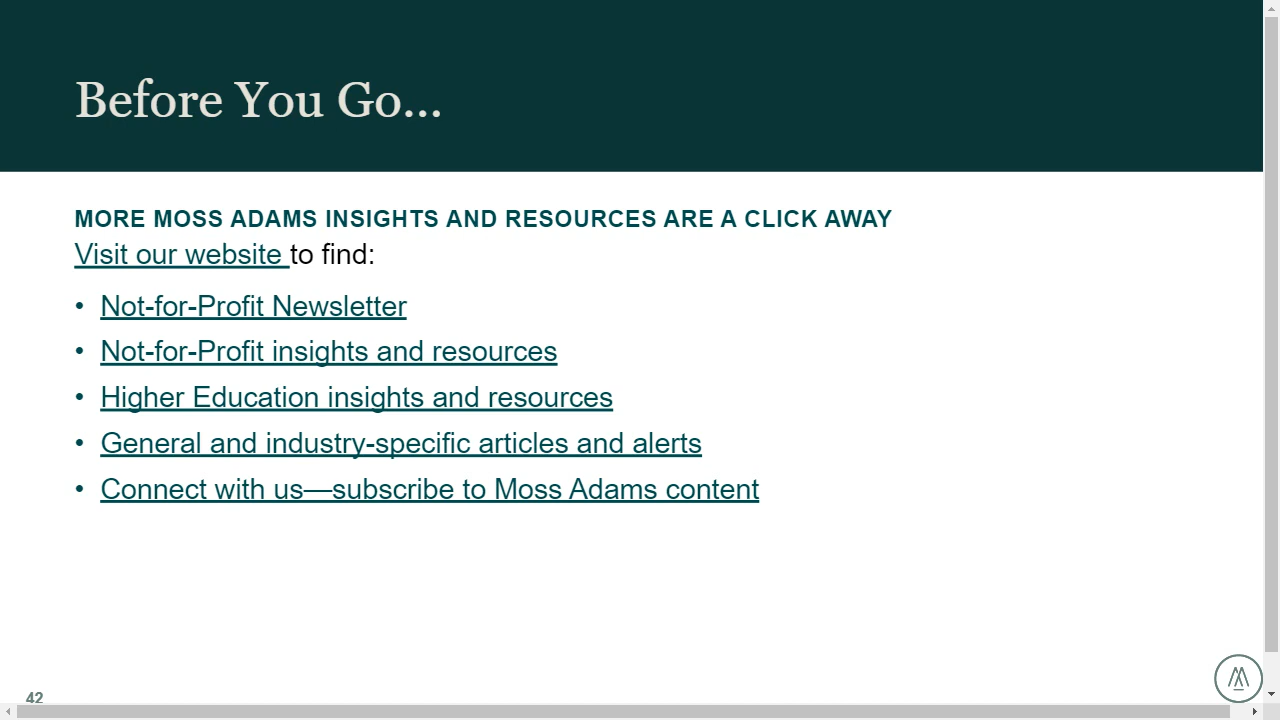 Before You Go...
MORE MOSS ADAMS INSIGHTS AND RESOURCES ARE A CLICK AWAY
Visit our website to find:
• Not-for-Profit Newsletter
• Not-for-Profit insights and resources
• Higher Education insights and resources
• General and industry-specific articles and alerts
• Connect with us—subscribe to Moss Adams content
42